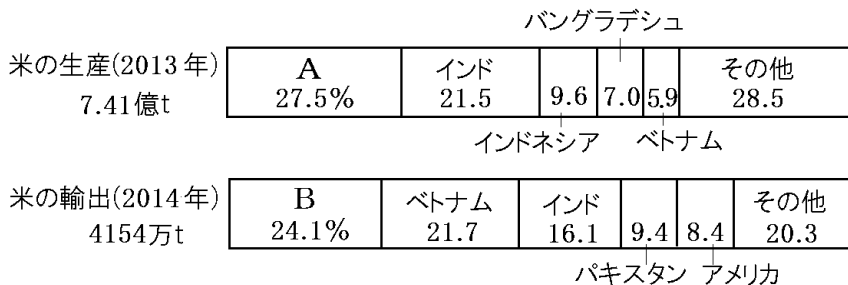 バングラデシュ
米の生産(2013年) A インド その他
7.41億t 27.5% 21.5 9.6 7.0 5.9 28.5
インドネシア ベトナム
米の輸出(2014年) B ベトナム インド その他
4154万t 24.1% 21.7 16.1 9.4 8.4 20.3
パキスタン アメリカ